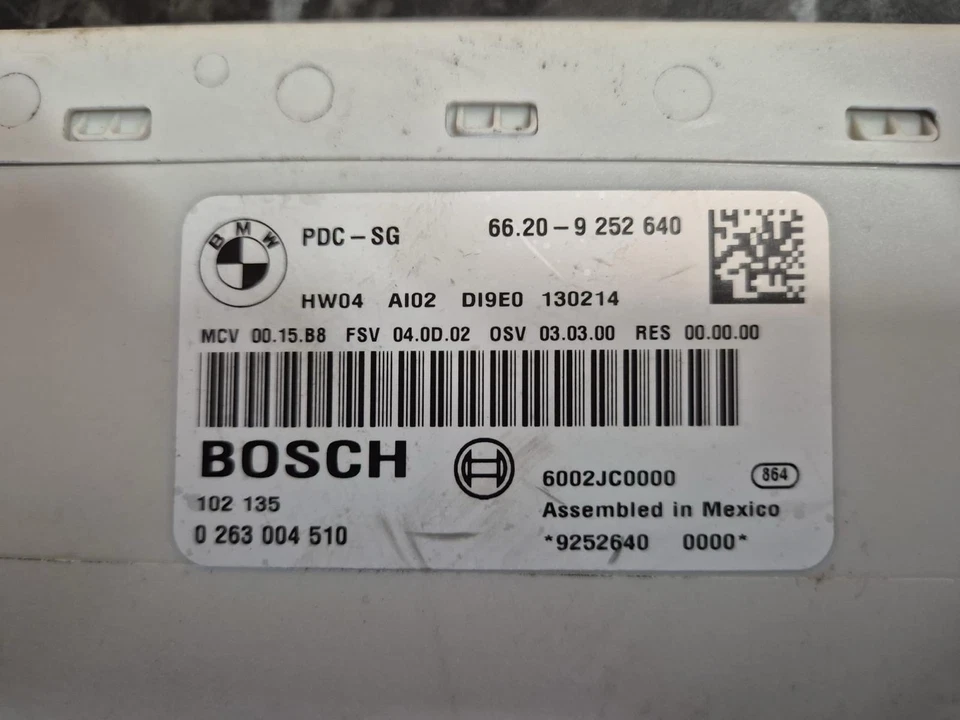 BMW
PDC-SG 66.20-9 252 640
HW04 AI02 DI9E0 130214
MCV 00.15.B8 FSV 04.0D.02 OSV 03.03.00 RES 00.00.00
BOSCH
6002JC0000 864
102 135 Assembled in Mexico
0 263 004 510 *9252640 0000*